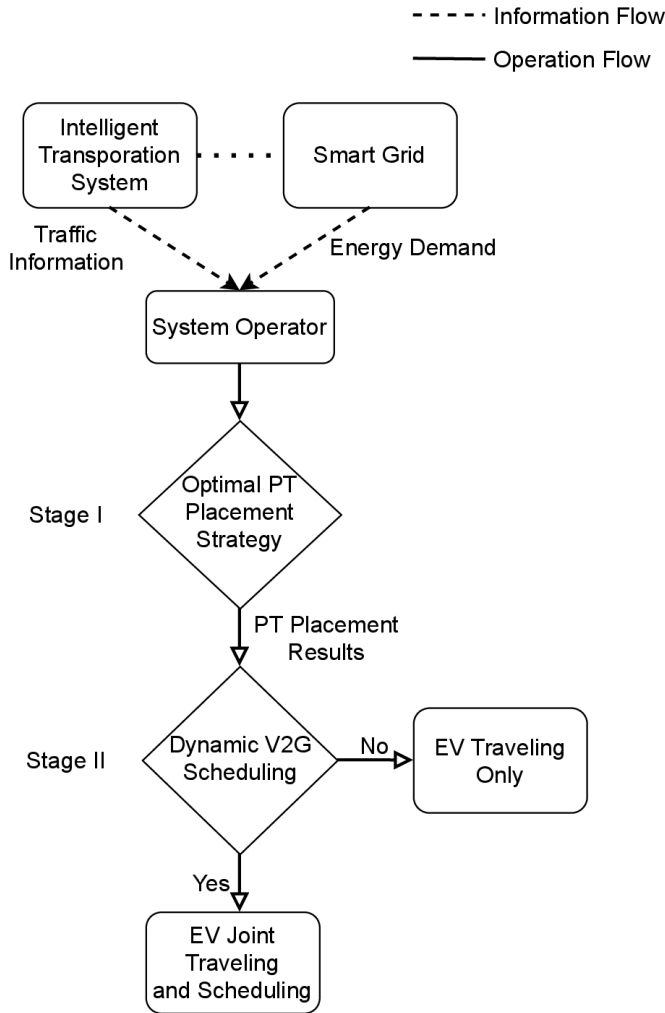 Information Flow
Operation Flow
Intelligent
Transporation
System
Smart Grid
Traffic
Information
Energy Demand
System Operator
Stage I
Optimal PT
Placement
Strategy
PT Placement
Results
Stage II
Dynamic V2G
Scheduling
No
EV Traveling
Only
Yes
EV Joint
Traveling
and Scheduling